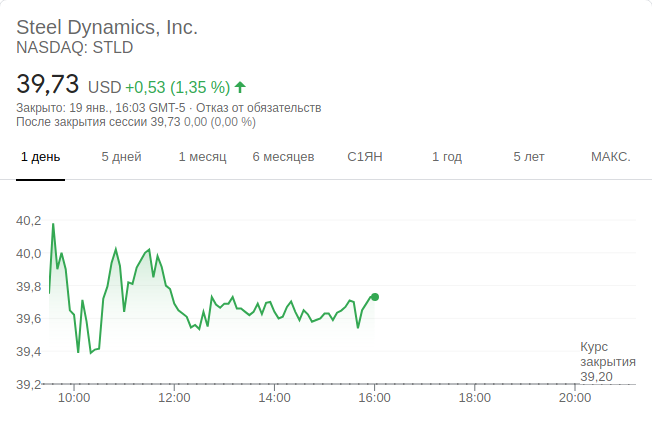 Steel Dynamics, Inc.
NASDAQ: STLD
39,73 USD +0,53 (1,35 %)
Закрыто: 19 янв., 16:03 GMT-5 · Отказ от обязательств
После закрытия сессии 39,73 0,00 (0,00 %)
1 день 5 дней 1 месяц 6 месяцев С1ЯН 1 год 5 лет МАКС.
40,2
40,0
39,8
39,6
39,4
39,2
Курс
закрытия
39,20
10:00 12:00 14:00 16:00 18:00 20:00